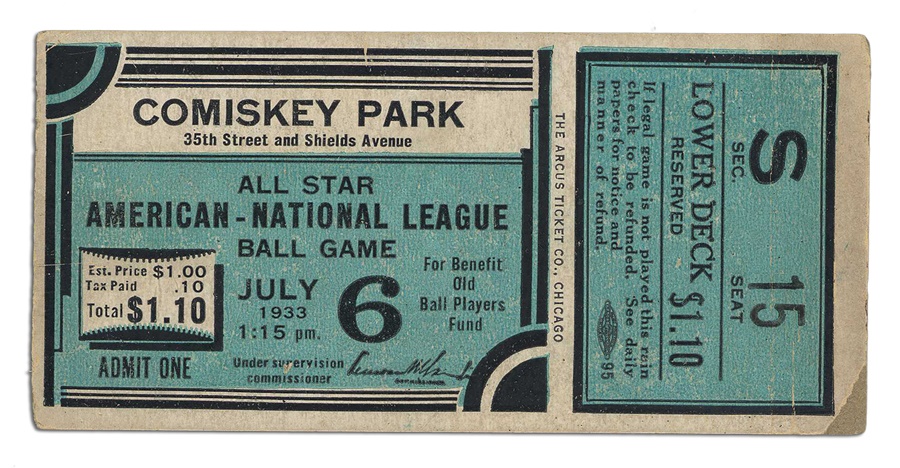 COMISKEY PARK
35th Street and Shields Avenue
ALL STAR
AMERICAN - NATIONAL LEAGUE
BALL GAME
Est. Price $1.00
Tax Paid .10
Total $1.10
ADMIT ONE
JULY 6
1933
1:15 pm.
For Benefit
Old
Ball Players
Fund
Under supervision
commissioner
COMMISSIONER
THE ARCUS TICKET CO., CHICAGO
S
SEC.
15
SEAT
LOWER DECK $1.10
RESERVED
If legal game is not played this rain
check to be refunded. See daily
papers for notice and
manner of refund.
95